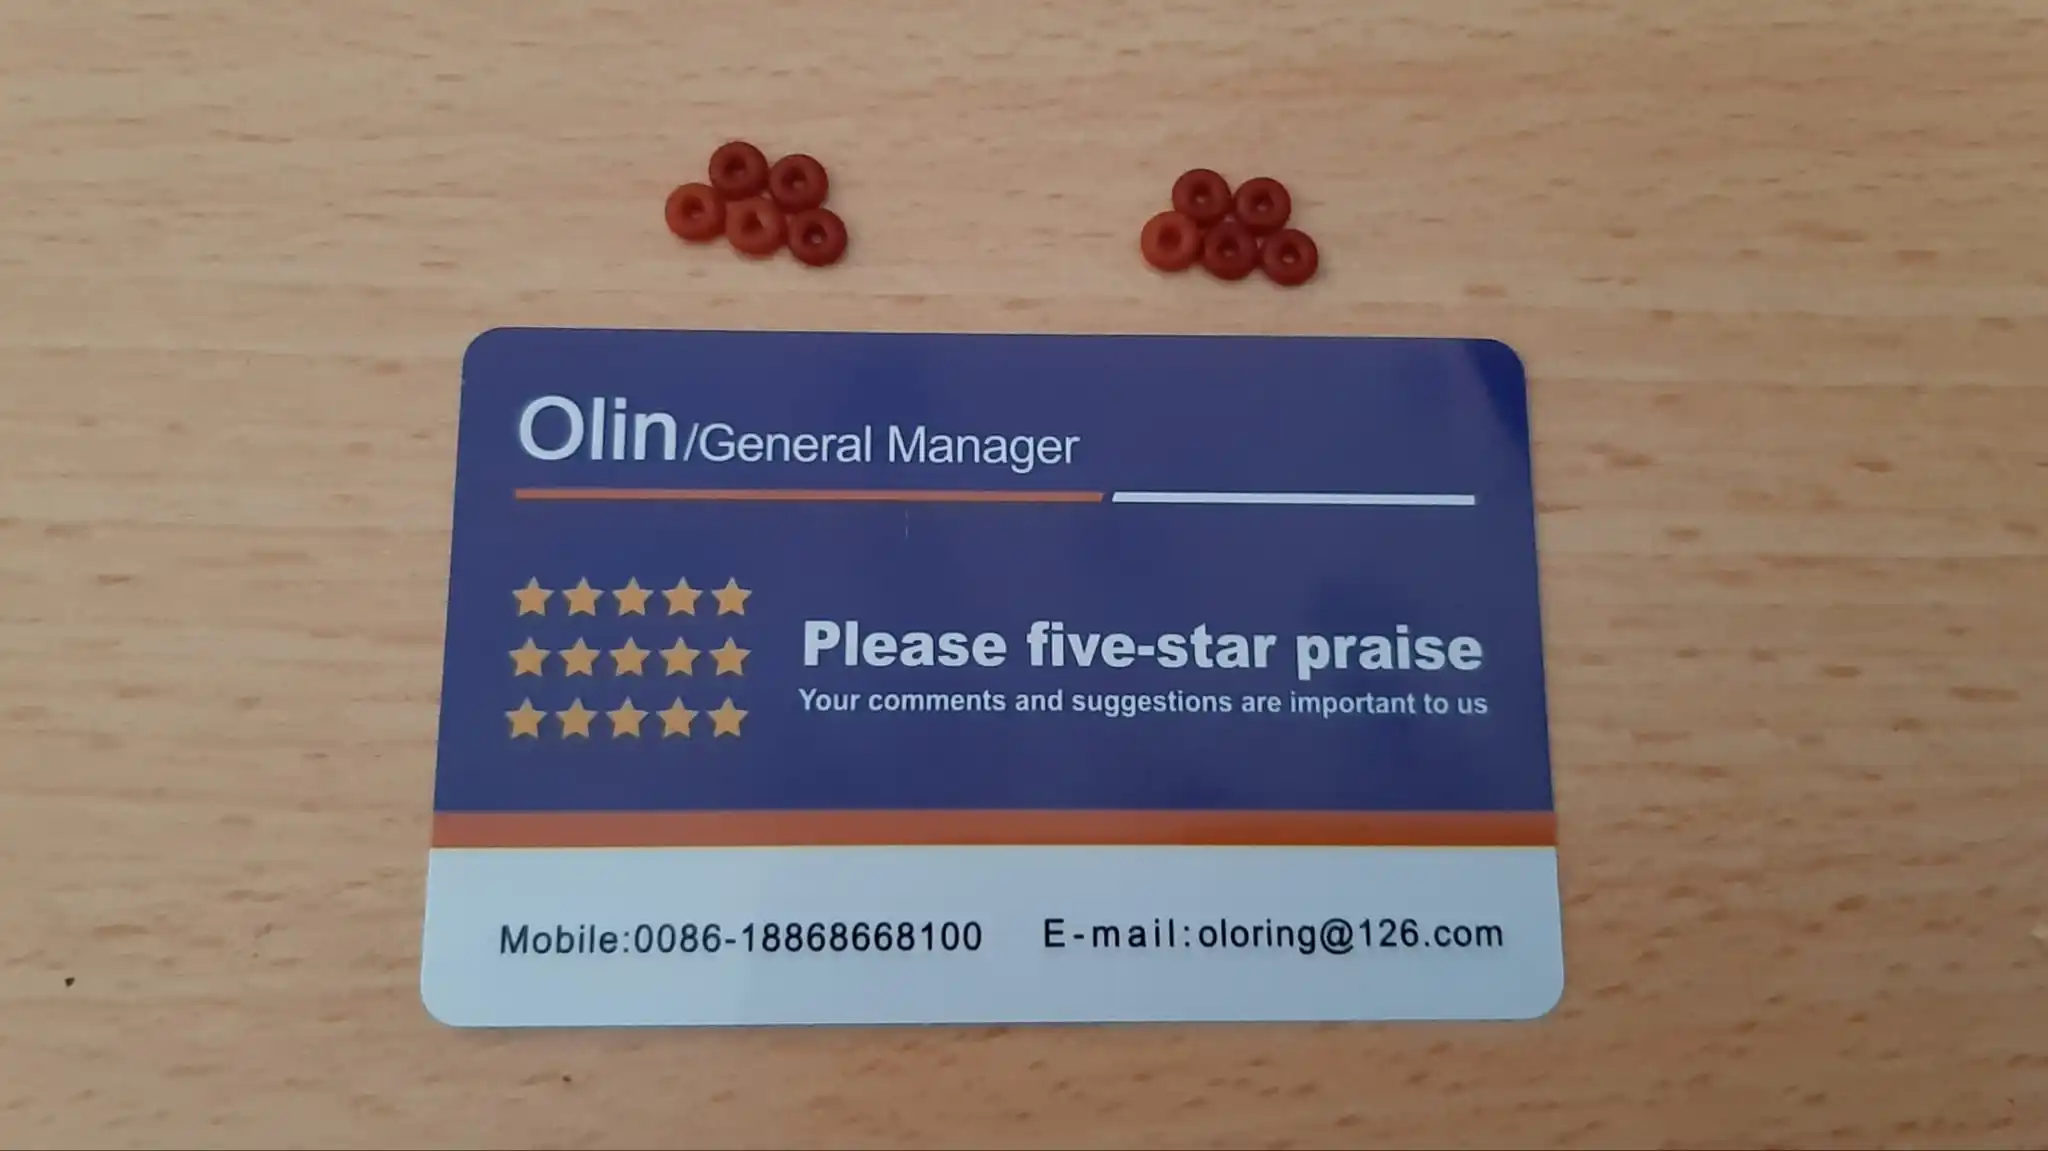 Olin/General Manager
Please five-star praise
Your comments and suggestions are important to us
Mobile:0086-18868668100 E-mail:oloring@126.com